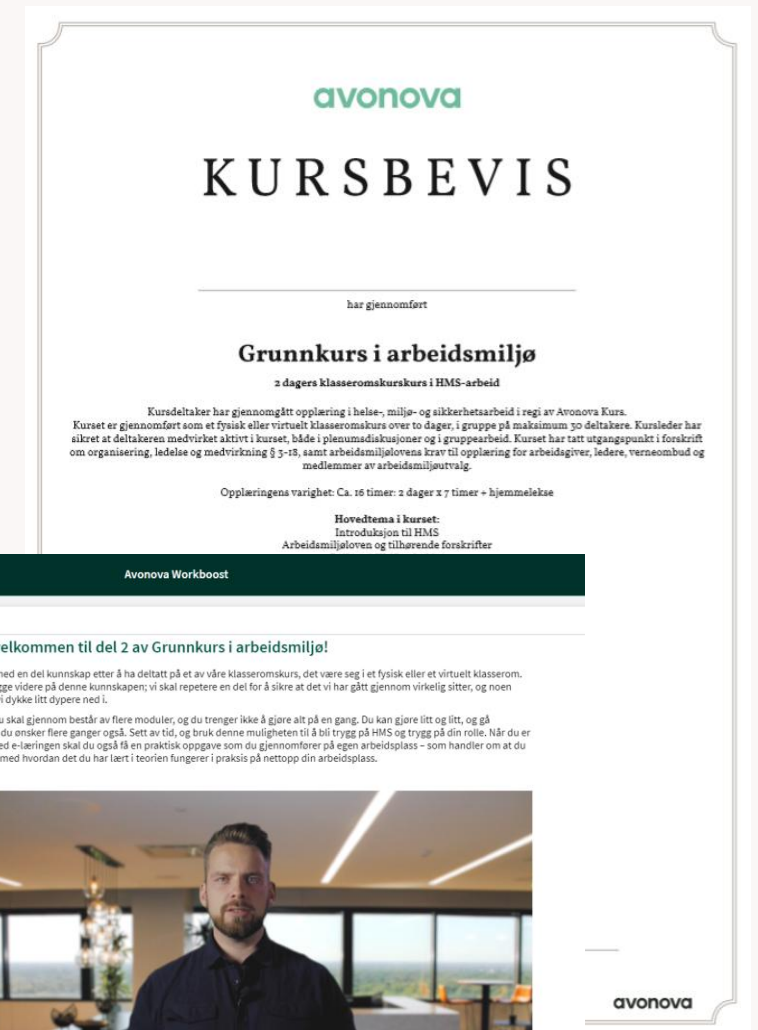 avonova
KURSBEVIS
har gjennomført
Grunnkurs i arbeidsmiljø
2 dagers klasseromskurskurs i HMS-arbeid
Kursdeltaker har gjennomgått opplæring i helse-, miljø- og sikkerhetsarbeid i regi av Avonova Kurs.
Kurset er gjennomført som et fysisk eller virtuelt klasseromskurs over to dager, i gruppe på maksimum 30 deltakere. Kursleder har
sikret at deltakeren medvirket aktivt i kurset, både i plenumsdiskusjoner og i gruppearbeid. Kurset har tatt utgangspunkt i forskrift
om organisering, ledelse og medvirkning § 3-18, samt arbeidsmiljølovens krav til opplæring for arbeidsgiver, ledere, verneombud og
medlemmer av arbeidsmiljøutvalg.
Opplæringens varighet: Ca. 16 timer: 2 dager x 7 timer + hjemmelekse
Hovedtema i kurset:
Introduksjon til HMS
Arbeidsmiljøloven og tilhørende forskrifter
Avonova Workboost
elkommen til del 2 av Grunnkurs i arbeidsmiljø!
ned en del kunnskap etter å ha deltatt på et av våre klasseromskurs, det være seg i et fysisk eller et virtuelt klasserom.
gge videre på denne kunnskapen; vi skal repetere en del for å sikre at det vi har gått gjennom virkelig sitter, og noen
i dykke litt dypere ned i.
u skal gjennom består av flere moduler, og du trenger ikke å gjøre alt på en gang. Du kan gjøre litt og litt, og gå
du ønsker flere ganger også. Sett av tid, og bruk denne muligheten til å bli trygg på HMS og trygg på din rolle. Når du er
ed e-læringen skal du også få en praktisk oppgave som du gjennomfører på egen arbeidsplass – som handler om at du
med hvordan det du har lært i teorien fungerer i praksis på nettopp din arbeidsplass.
avonova